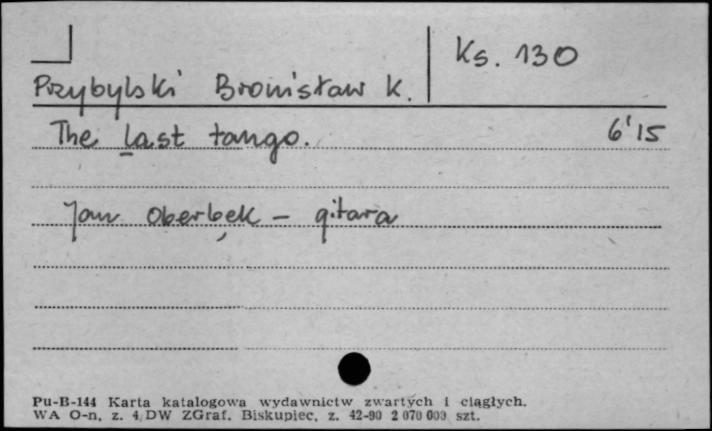 Ks. 130
Przybylski Bronisław K.
The last tango. 6'15
Jan Oberbek - gitara
Pu-B-144 Karta katalogowa wydawnictw zwartych i ciągłych.
WA O-n. z. 4 DW ZGraf. Biskupiec, z. 42-90 2 070 000 szt.